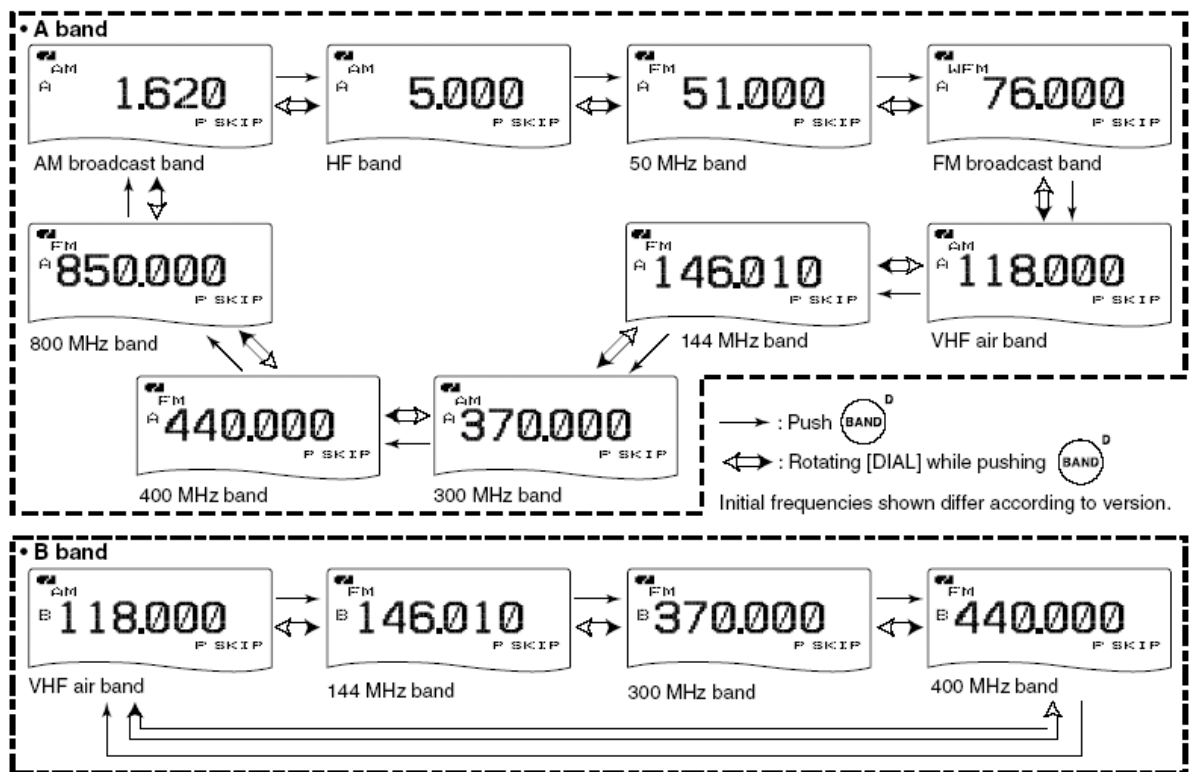 • A band
AM
A 1.620
P SKIP
AM broadcast band
AM
A 5.000
P SKIP
HF band
FM
A 51.000
P SKIP
50 MHz band
WFM
A 76.000
P SKIP
FM broadcast band
FM
A 850.000
P SKIP
800 MHz band
FM
A 146.010
P SKIP
144 MHz band
AM
A 118.000
P SKIP
VHF air band
FM
A 440.000
P SKIP
400 MHz band
AM
A 370.000
P SKIP
300 MHz band
: Push BAND D
: Rotating [DIAL] while pushing BAND D
Initial frequencies shown differ according to version.
• B band
AM
B 118.000
P SKIP
VHF air band
FM
B 146.010
P SKIP
144 MHz band
FM
B 370.000
P SKIP
300 MHz band
FM
B 440.000
P SKIP
400 MHz band